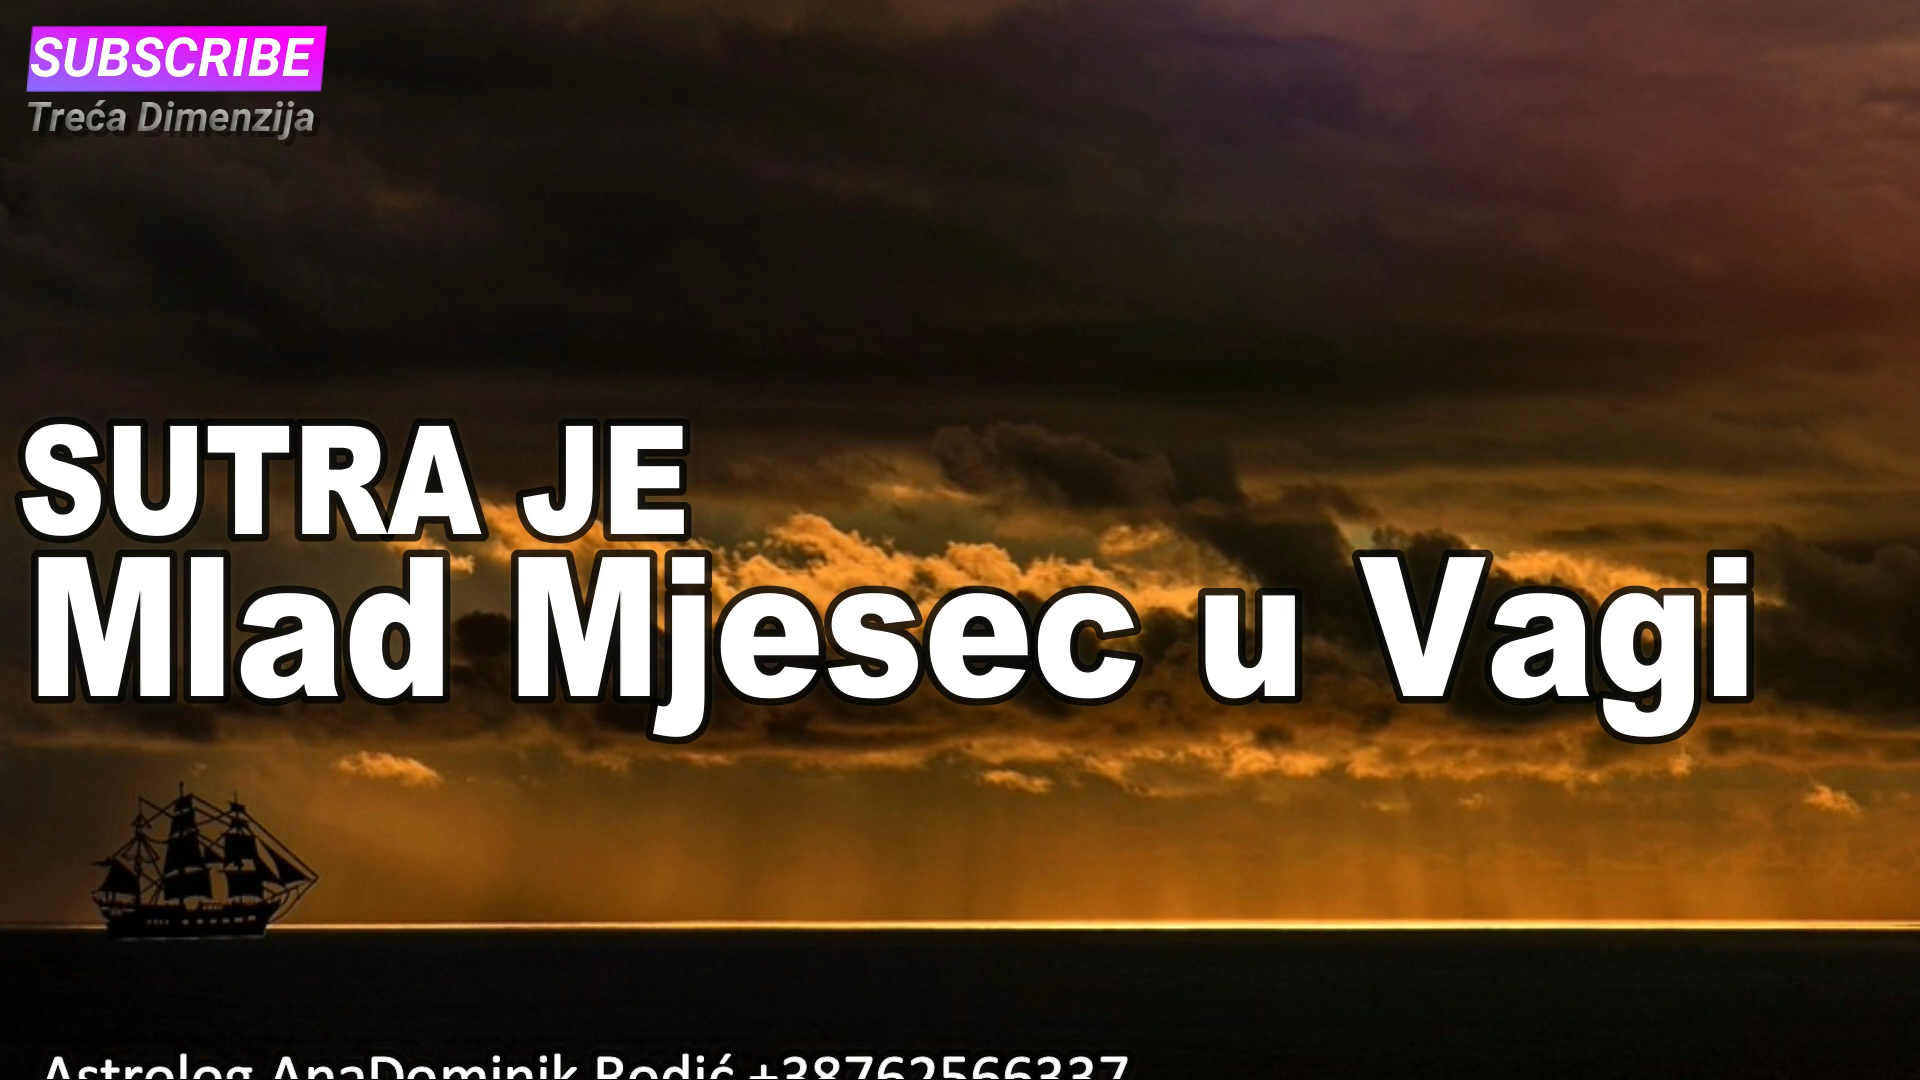 SUBSCRIBE
Treća Dimenzija
SUTRA JE
Mlad Mjesec u Vagi
Astrolog AnaDominik Rodić +38762566337